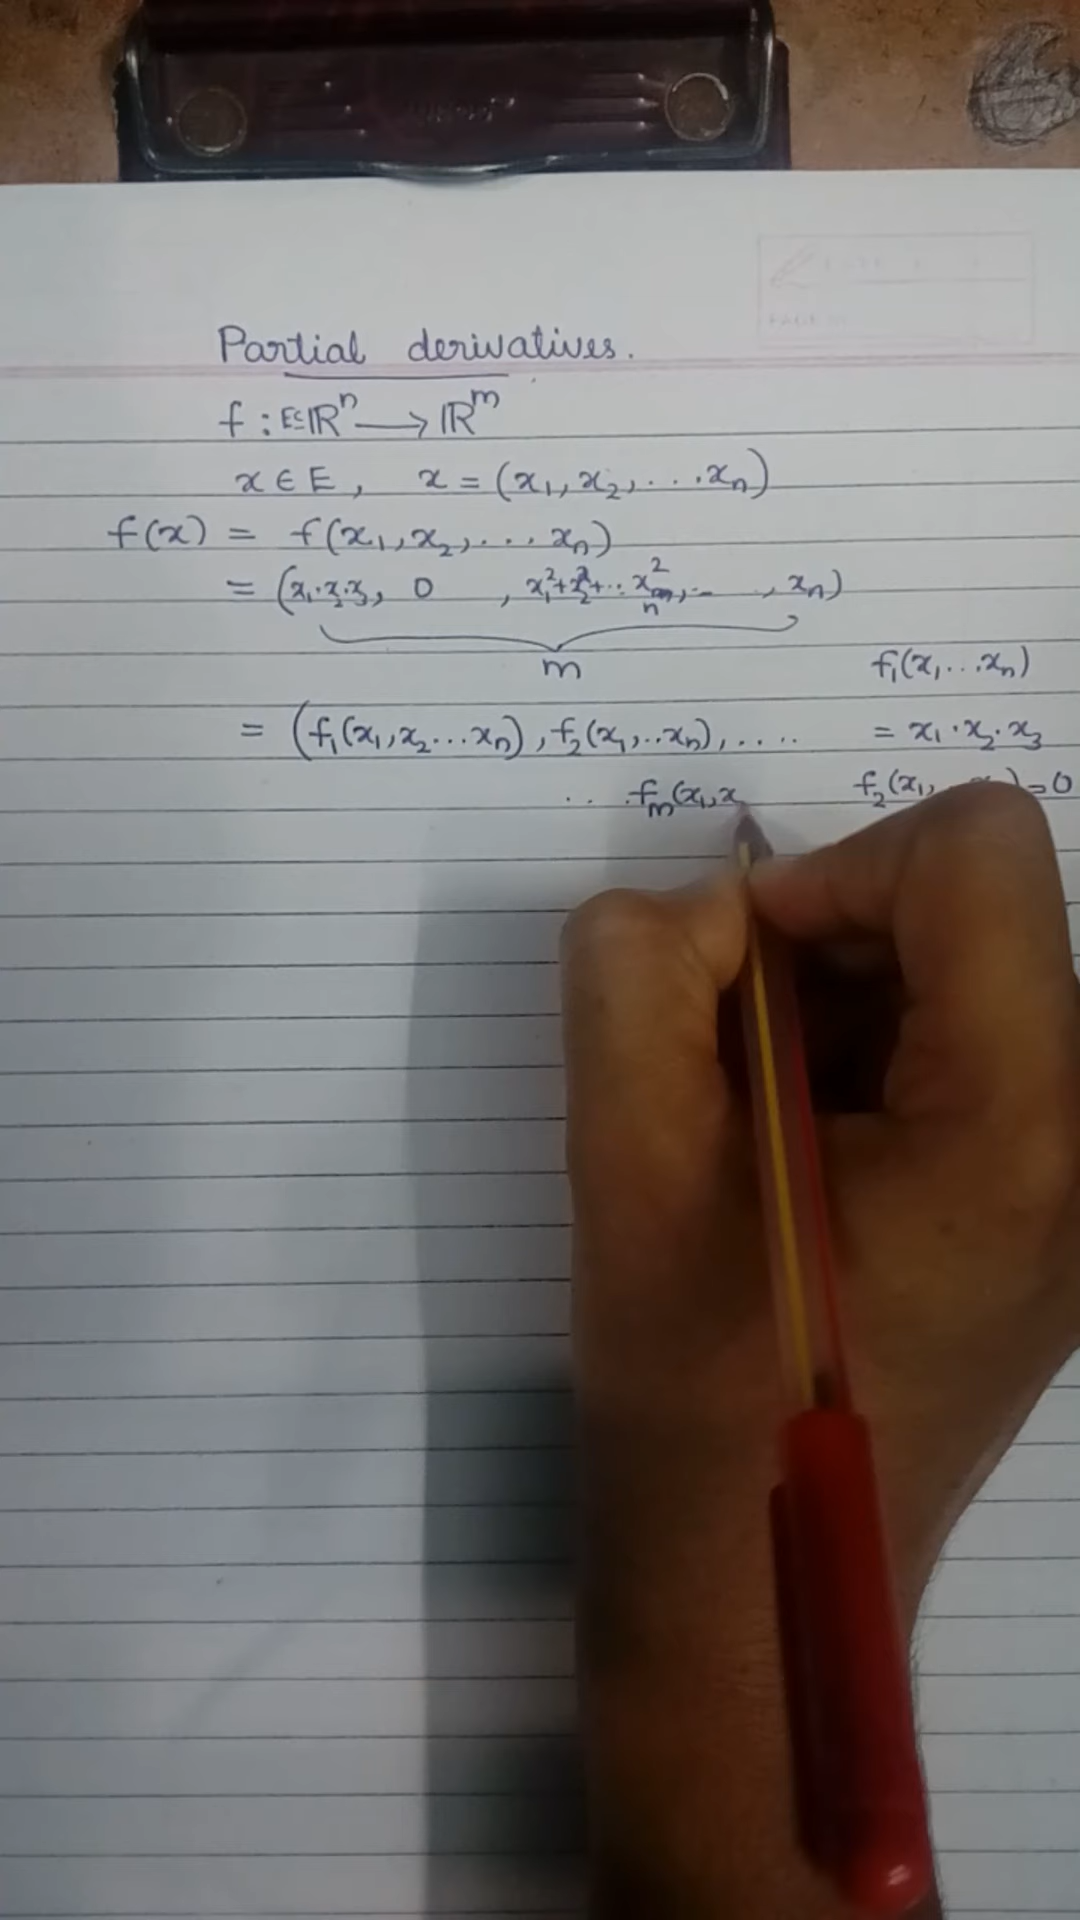 Partial derivatives.
f : E⊆ℝⁿ ⟶ ℝᵐ
x ∈ E, x = (x₁, x₂, ... xₙ)
f(x) = f(x₁, x₂, ... xₙ)
= (x₁·x₂·x₃, 0 , x₁²+x₂²+... xₙ², ... , xₙ)
m
f₁(x₁...xₙ)
= (f₁(x₁, x₂...xₙ), f₂(x₁,..xₙ), ....
= x₁·x₂·x₃
.. .fₘ(x₁, x
f₂(x₁, )=0